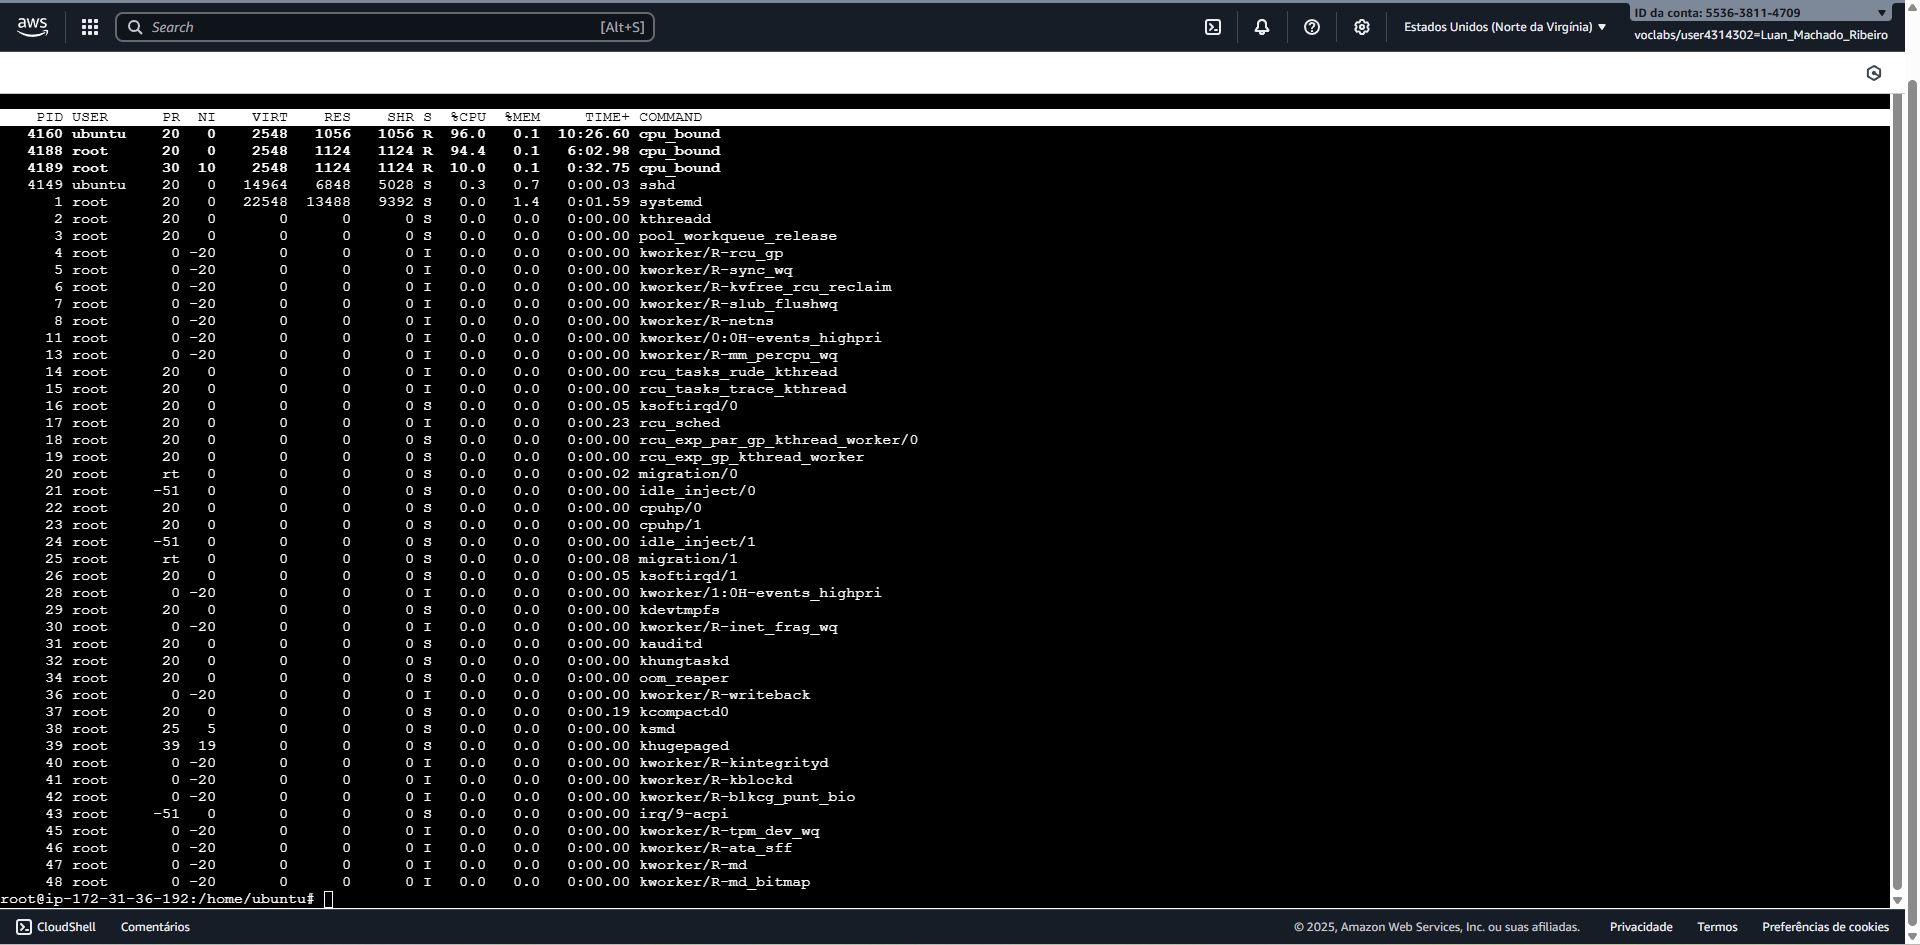 aws
Search [Alt+S]
Estados Unidos (Norte da Virgínia)
ID da conta: 5536-3811-4709
voclabs/user4314302=Luan_Machado_Ribeiro
PID USER PR NI VIRT RES SHR S %CPU %MEM TIME+ COMMAND
4160 ubuntu 20 0 2548 1056 1056 R 96.0 0.1 10:26.60 cpu_bound
4188 root 20 0 2548 1124 1124 R 94.4 0.1 6:02.98 cpu_bound
4189 root 30 10 2548 1124 1124 R 10.0 0.1 0:32.75 cpu_bound
4149 ubuntu 20 0 14964 6848 5028 S 0.3 0.7 0:00.03 sshd
1 root 20 0 22548 13488 9392 S 0.0 1.4 0:01.59 systemd
2 root 20 0 0 0 0 S 0.0 0.0 0:00.00 kthreadd
3 root 20 0 0 0 0 S 0.0 0.0 0:00.00 pool_workqueue_release
4 root 0 -20 0 0 0 I 0.0 0.0 0:00.00 kworker/R-rcu_gp
5 root 0 -20 0 0 0 I 0.0 0.0 0:00.00 kworker/R-sync_wq
6 root 0 -20 0 0 0 I 0.0 0.0 0:00.00 kworker/R-kvfree_rcu_reclaim
7 root 0 -20 0 0 0 I 0.0 0.0 0:00.00 kworker/R-slub_flushwq
8 root 0 -20 0 0 0 I 0.0 0.0 0:00.00 kworker/R-netns
11 root 0 -20 0 0 0 I 0.0 0.0 0:00.00 kworker/0:0H-events_highpri
13 root 0 -20 0 0 0 I 0.0 0.0 0:00.00 kworker/R-mm_percpu_wq
14 root 20 0 0 0 0 I 0.0 0.0 0:00.00 rcu_tasks_rude_kthread
15 root 20 0 0 0 0 I 0.0 0.0 0:00.00 rcu_tasks_trace_kthread
16 root 20 0 0 0 0 S 0.0 0.0 0:00.05 ksoftirqd/0
17 root 20 0 0 0 0 I 0.0 0.0 0:00.23 rcu_sched
18 root 20 0 0 0 0 S 0.0 0.0 0:00.00 rcu_exp_par_gp_kthread_worker/0
19 root 20 0 0 0 0 S 0.0 0.0 0:00.00 rcu_exp_gp_kthread_worker
20 root rt 0 0 0 0 S 0.0 0.0 0:00.02 migration/0
21 root -51 0 0 0 0 S 0.0 0.0 0:00.00 idle_inject/0
22 root 20 0 0 0 0 S 0.0 0.0 0:00.00 cpuhp/0
23 root 20 0 0 0 0 S 0.0 0.0 0:00.00 cpuhp/1
24 root -51 0 0 0 0 S 0.0 0.0 0:00.00 idle_inject/1
25 root rt 0 0 0 0 S 0.0 0.0 0:00.08 migration/1
26 root 20 0 0 0 0 S 0.0 0.0 0:00.05 ksoftirqd/1
28 root 0 -20 0 0 0 I 0.0 0.0 0:00.00 kworker/1:0H-events_highpri
29 root 20 0 0 0 0 S 0.0 0.0 0:00.00 kdevtmpfs
30 root 0 -20 0 0 0 I 0.0 0.0 0:00.00 kworker/R-inet_frag_wq
31 root 20 0 0 0 0 S 0.0 0.0 0:00.00 kauditd
32 root 20 0 0 0 0 S 0.0 0.0 0:00.00 khungtaskd
34 root 20 0 0 0 0 S 0.0 0.0 0:00.00 oom_reaper
36 root 0 -20 0 0 0 I 0.0 0.0 0:00.00 kworker/R-writeback
37 root 20 0 0 0 0 S 0.0 0.0 0:00.19 kcompactd0
38 root 25 5 0 0 0 S 0.0 0.0 0:00.00 ksmd
39 root 39 19 0 0 0 S 0.0 0.0 0:00.00 khugepaged
40 root 0 -20 0 0 0 I 0.0 0.0 0:00.00 kworker/R-kintegrityd
41 root 0 -20 0 0 0 I 0.0 0.0 0:00.00 kworker/R-kblockd
42 root 0 -20 0 0 0 I 0.0 0.0 0:00.00 kworker/R-blkcg_punt_bio
43 root -51 0 0 0 0 S 0.0 0.0 0:00.00 irq/9-acpi
45 root 0 -20 0 0 0 I 0.0 0.0 0:00.00 kworker/R-tpm_dev_wq
46 root 0 -20 0 0 0 I 0.0 0.0 0:00.00 kworker/R-ata_sff
47 root 0 -20 0 0 0 I 0.0 0.0 0:00.00 kworker/R-md
48 root 0 -20 0 0 0 I 0.0 0.0 0:00.00 kworker/R-md_bitmap
root@ip-172-31-36-192:/home/ubuntu#
CloudShell Comentários © 2025, Amazon Web Services, Inc. ou suas afiliadas. Privacidade Termos Preferências de cookies